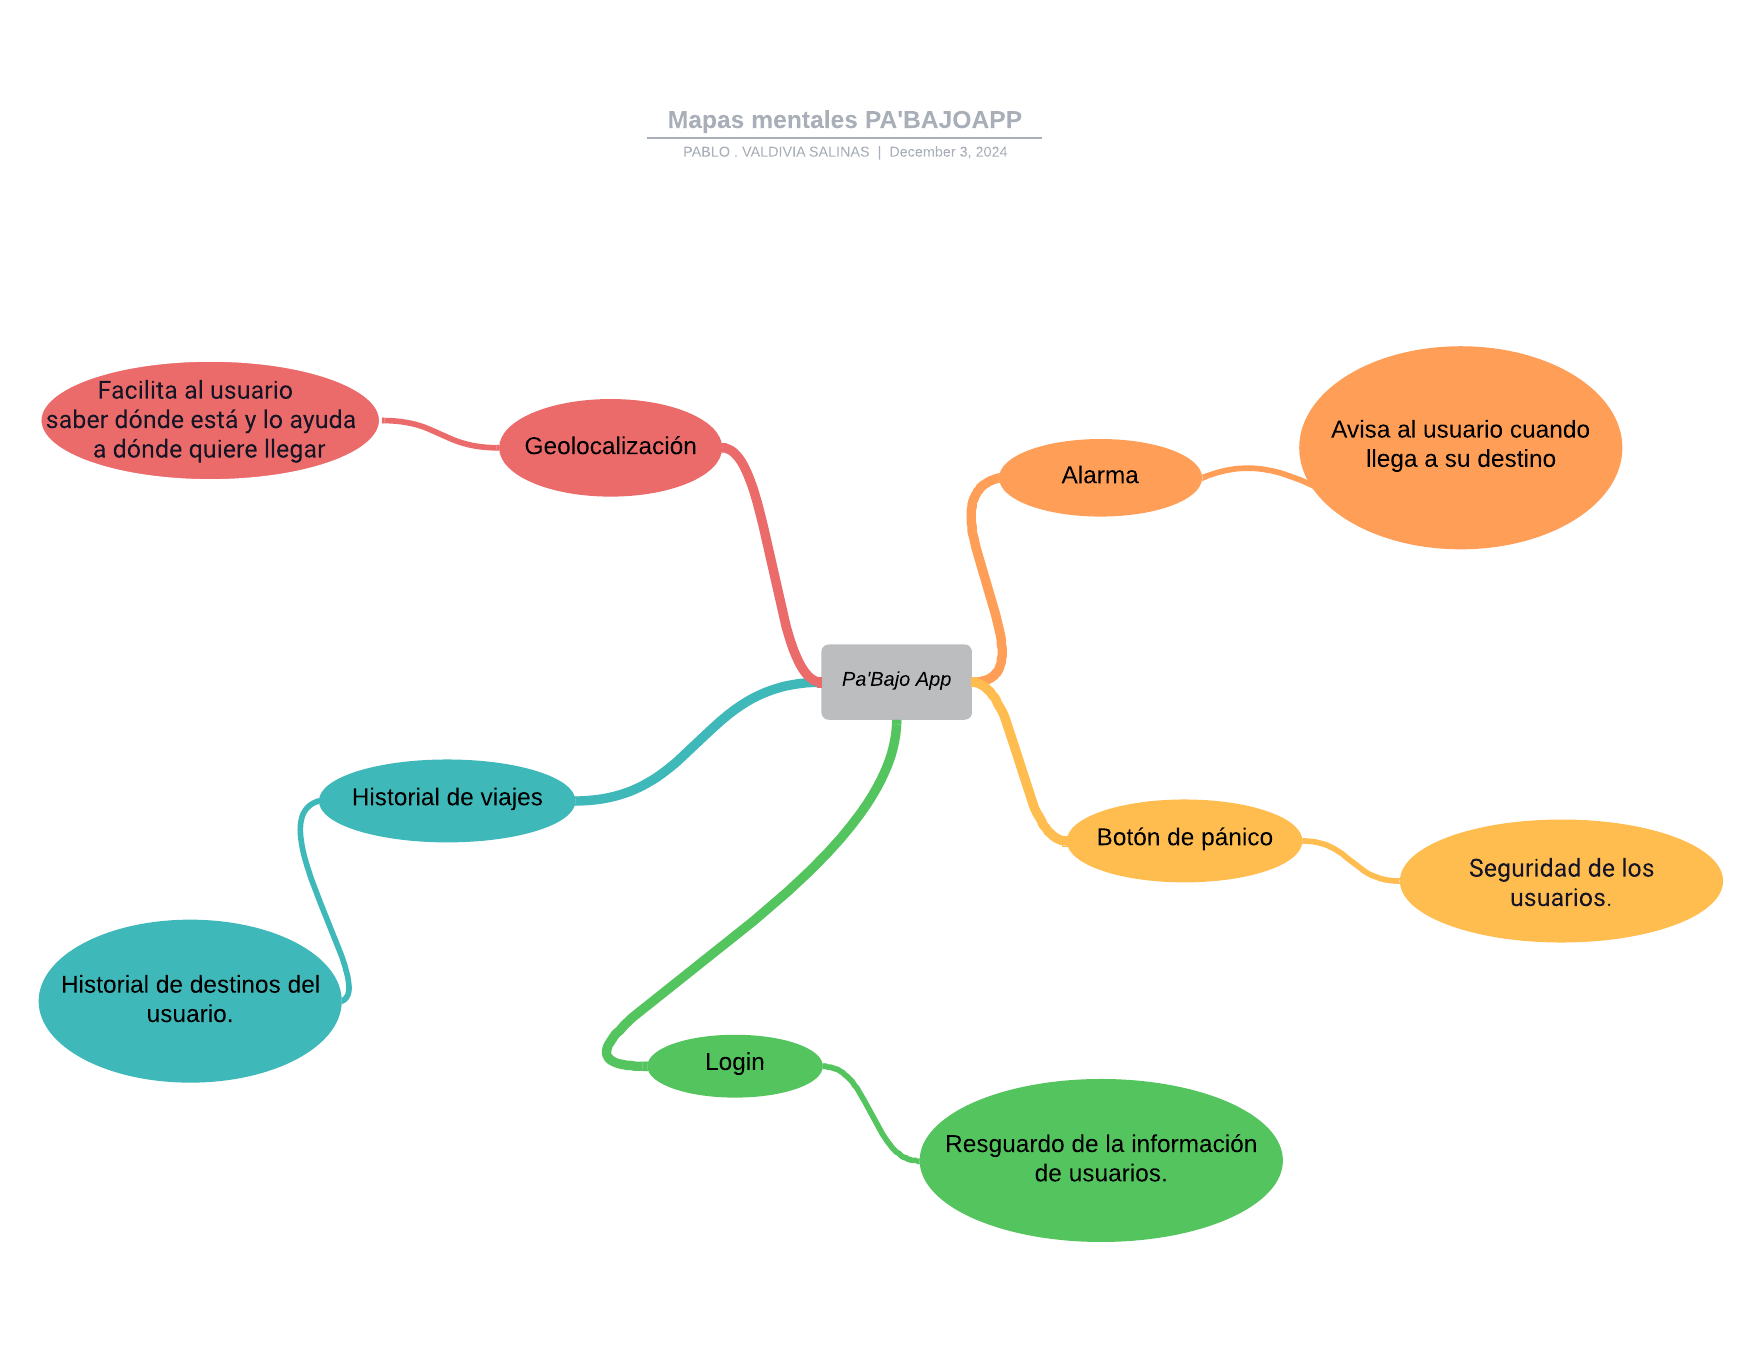 Mapas mentales PA'BAJOAPP
PABLO . VALDIVIA SALINAS | December 3, 2024
Facilita al usuario
saber dónde está y lo ayuda
a dónde quiere llegar
Geolocalización
Alarma
Avisa al usuario cuando
llega a su destino
Pa'Bajo App
Historial de viajes
Botón de pánico
Seguridad de los
usuarios.
Historial de destinos del
usuario.
Login
Resguardo de la información
de usuarios.